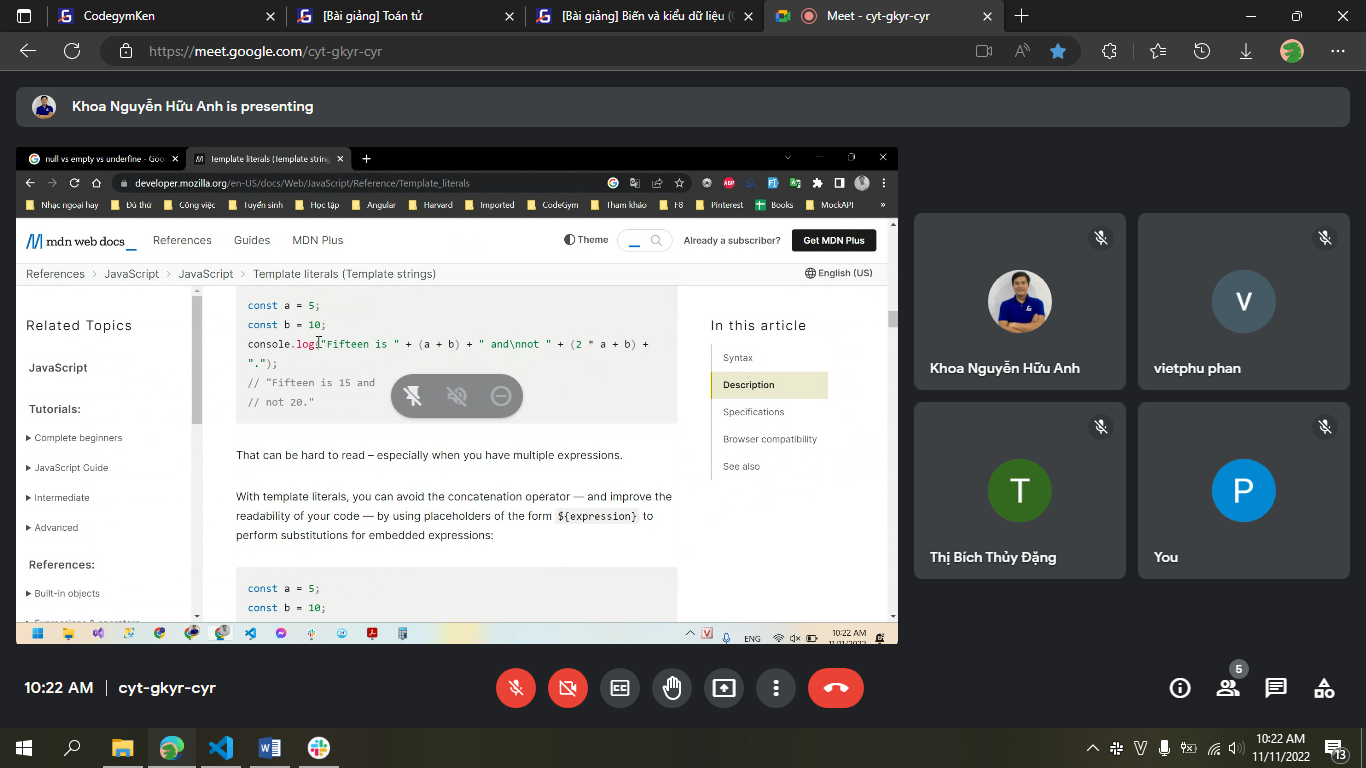 CodegymKen
[Bài giảng] Toán tử
[Bài giảng] Biến và kiểu dữ liệu (
Meet - cyt-gkyr-cyr
https://meet.google.com/cyt-gkyr-cyr
Khoa Nguyễn Hữu Anh is presenting
null vs empty vs underfine - Goo
Template literals (Template string
developer.mozilla.org/en-US/docs/Web/JavaScript/Reference/Template_literals
ABP
Nhạc ngoại hay
Đủ thứ
Công việc
Tuyển sinh
Học tập
Angular
Harvard
Imported
CodeGym
Tham khảo
F8
Pinterest
Books
MockAPI
»
mdn web docs
References
Guides
MDN Plus
Theme
Already a subscriber?
Get MDN Plus
References > JavaScript > JavaScript > Template literals (Template strings)
English (US)
Related Topics
JavaScript
Tutorials:
Complete beginners
JavaScript Guide
Intermediate
Advanced
References:
Built-in objects
const a = 5;
const b = 10;
console.log("Fifteen is " + (a + b) + " and\nnot " + (2 * a + b) +
".");
// "Fifteen is 15 and
// not 20."
That can be hard to read – especially when you have multiple expressions.
With template literals, you can avoid the concatenation operator — and improve the
readability of your code — by using placeholders of the form ${expression} to
perform substitutions for embedded expressions:
const a = 5;
const b = 10;
In this article
Syntax
Description
Specifications
Browser compatibility
See also
ENG
10:22 AM
11/11/2022
Khoa Nguyễn Hữu Anh
V
vietphu phan
T
Thị Bích Thủy Đặng
P
You
10:22 AM | cyt-gkyr-cyr
CC
5
V
10:22 AM
11/11/2022
13